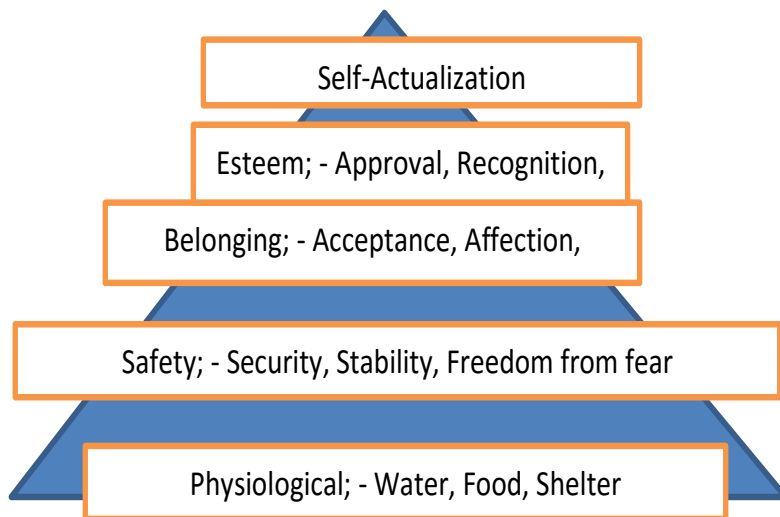 Self-Actualization
Esteem; - Approval, Recognition,
Belonging; - Acceptance, Affection,
Safety; - Security, Stability, Freedom from fear
Physiological; - Water, Food, Shelter